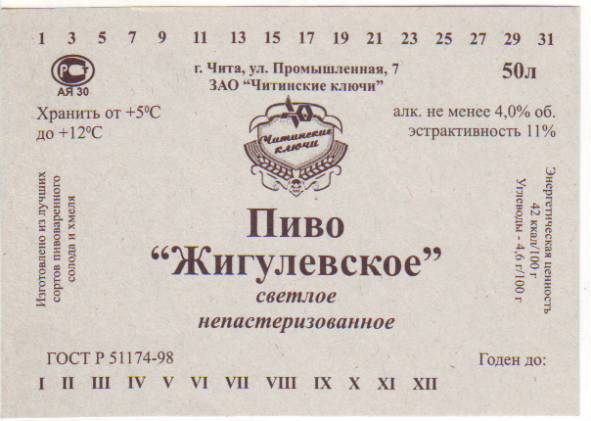 1 3 5 7 9 11 13 15 17 19 21 23 25 27 29 31
РСТ
АЯ 30
г. Чита, ул. Промышленная, 7
ЗАО “Читинские ключи”
50л
Хранить от +5⁰С
до +12⁰С
алк. не менее 4,0% об.
эстрактивность 11%
Читинские
ключи
Изготовлено из лучших
сортов пивоваренного
солода и хмеля
Пиво
“Жигулевское”
светлое
непастеризованное
Энергетическая ценность
42 ккал/100 г
Углеводы - 4,6 г/100 г
ГОСТ Р 51174-98
Годен до:
I II III IV V VI VII VIII IX X XI XII